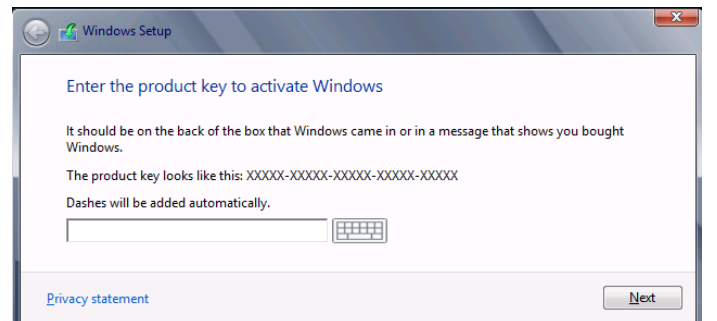 Windows Setup
Enter the product key to activate Windows
It should be on the back of the box that Windows came in or in a message that shows you bought
Windows.
The product key looks like this: XXXXX-XXXXX-XXXXX-XXXXX-XXXXX
Dashes will be added automatically.
Privacy statement
Next